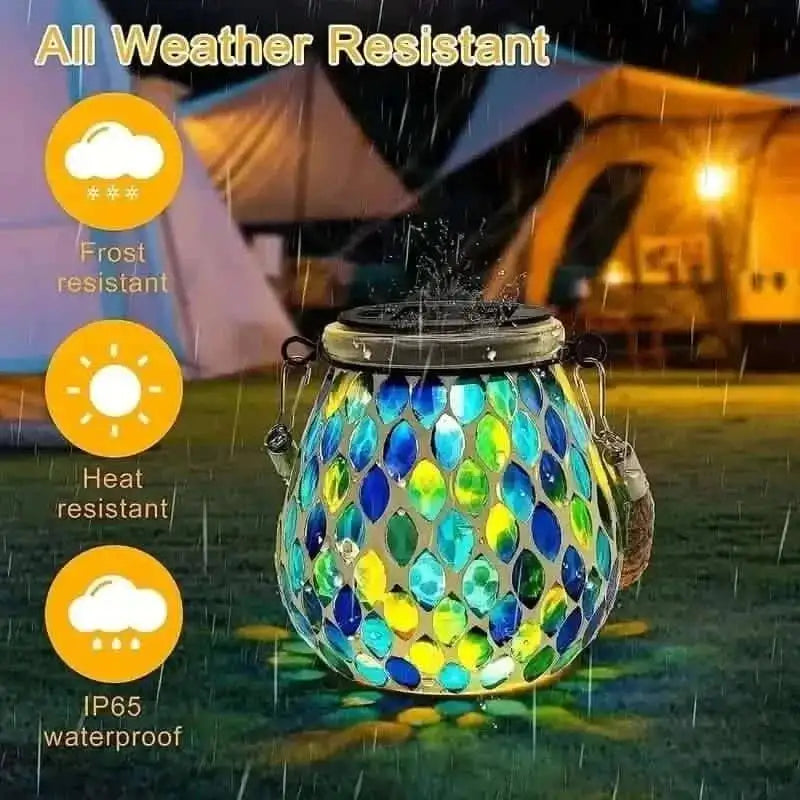 All Weather Resistant
Frost
resistant
Heat
resistant
IP65
waterproof